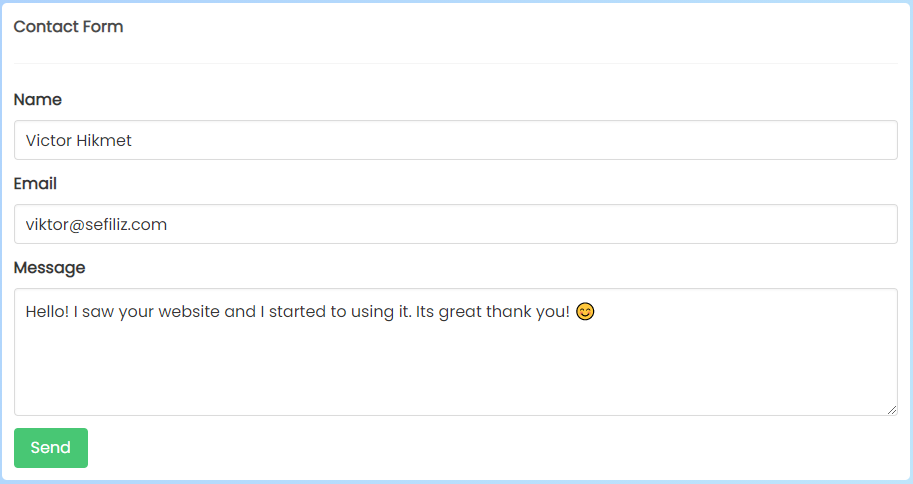 Contact Form
Name
Victor Hikmet
Email
viktor@sefiliz.com
Message
Hello! I saw your website and I started to using it. Its great thank you! 😊
Send